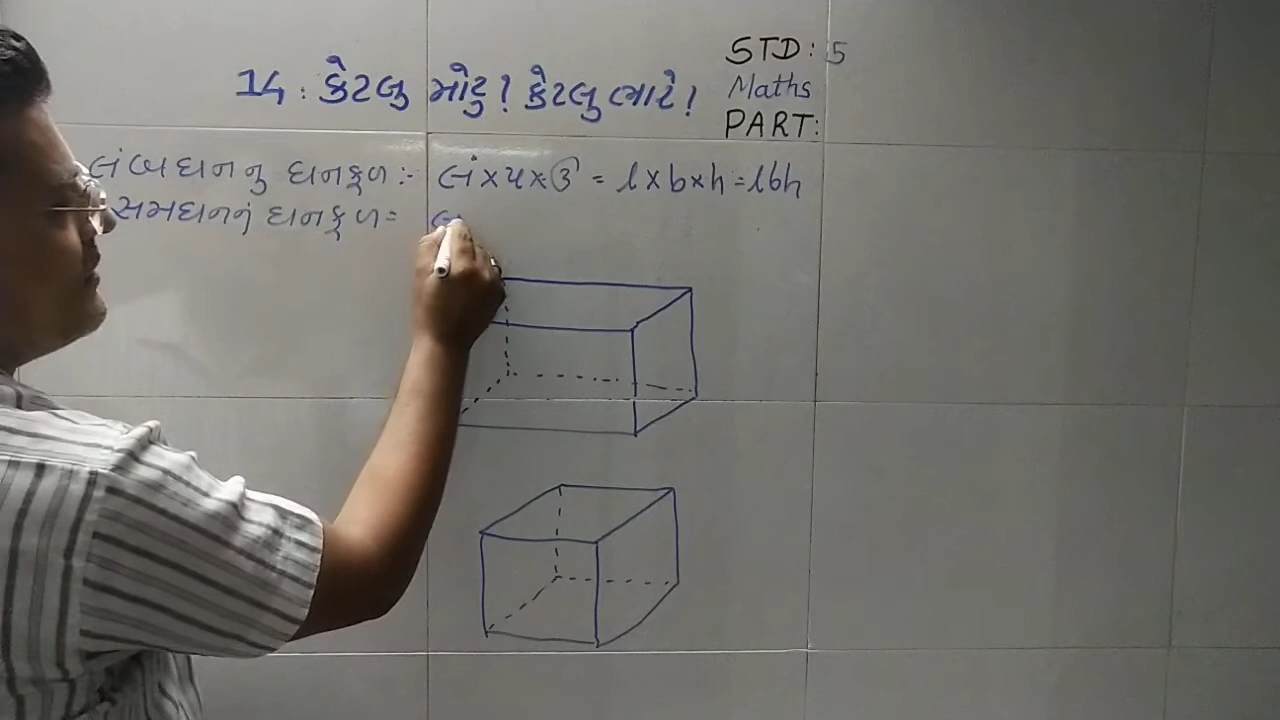 14 : કેટલુ મોટુ! કેટલુ ભારે!
STD: 5
Maths
PART:
લંબઘનનુ ઘનફળ:- લં×પ×ઉ = l×b×h = lbh
સમઘનનું ઘનફળ = લ